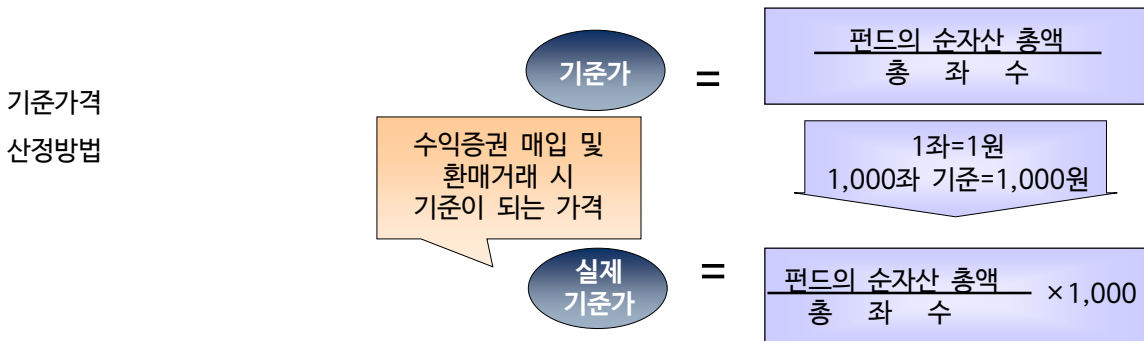 기준가격
산정방법
기준가
=
펀드의 순자산 총액
총 좌 수
수익증권 매입 및
환매거래 시
기준이 되는 가격
1좌=1원
1,000좌 기준=1,000원
실제
기준가
=
펀드의 순자산 총액
총 좌 수
×1,000